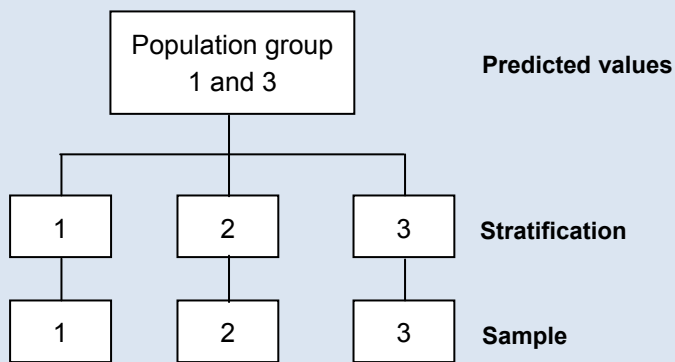 Population group
1 and 3
Predicted values
1
2
3
Stratification
1
2
3
Sample